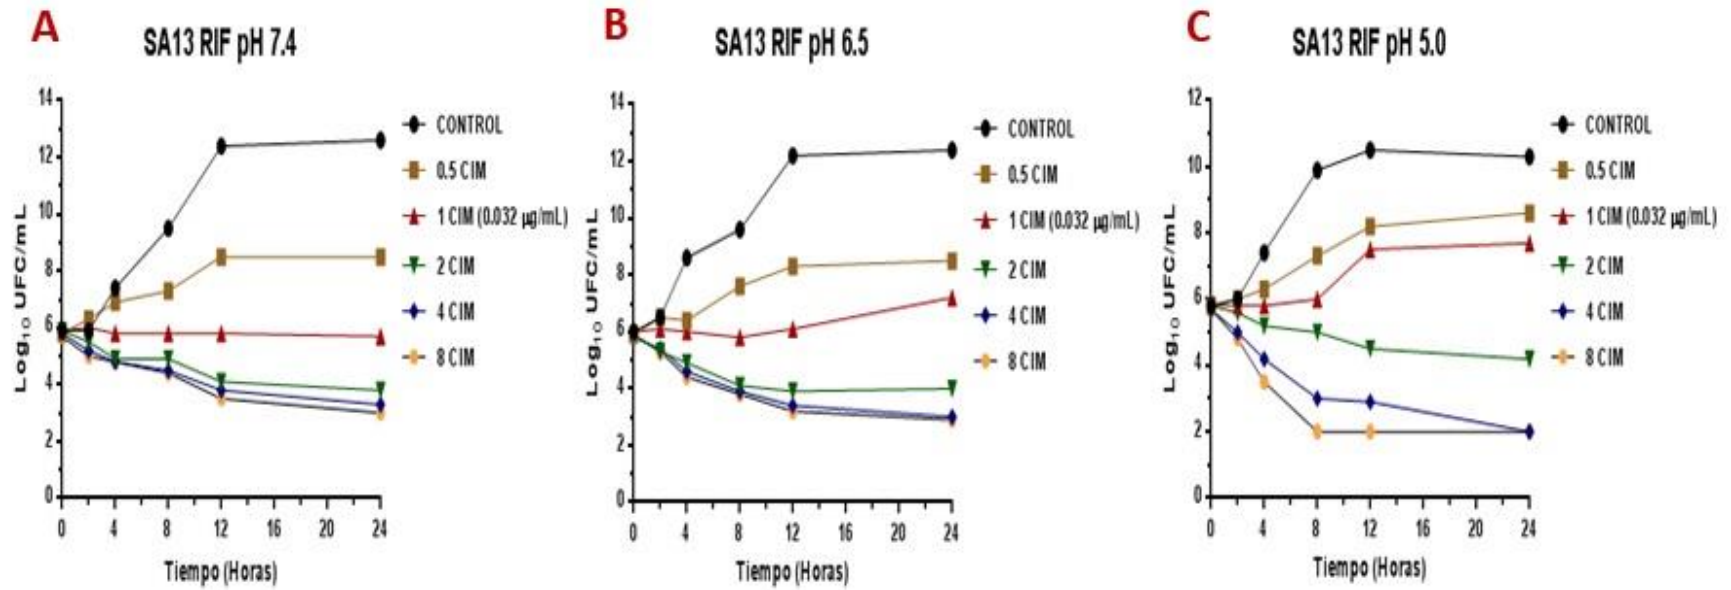 A
SA13 RIF pH 7.4
14
12
10
8
6
4
2
0
Log₁₀ UFC/mL
0 4 8 12 16 20 24
Tiempo (Horas)
CONTROL
0.5 CIM
1 CIM (0.032 µg/mL)
2 CIM
4 CIM
8 CIM
B
SA13 RIF pH 6.5
14
12
10
8
6
4
2
0
Log₁₀ UFC/mL
0 4 8 12 16 20 24
Tiempo (Horas)
CONTROL
0.5 CIM
1 CIM (0.032 µg/mL)
2 CIM
4 CIM
8 CIM
C
SA13 RIF pH 5.0
12
10
8
6
4
2
0
Log₁₀ UFC/mL
0 4 8 12 16 20 24
Tiempo (Horas)
CONTROL
0.5 CIM
1 CIM (0.032 µg/mL)
2 CIM
4 CIM
8 CIM